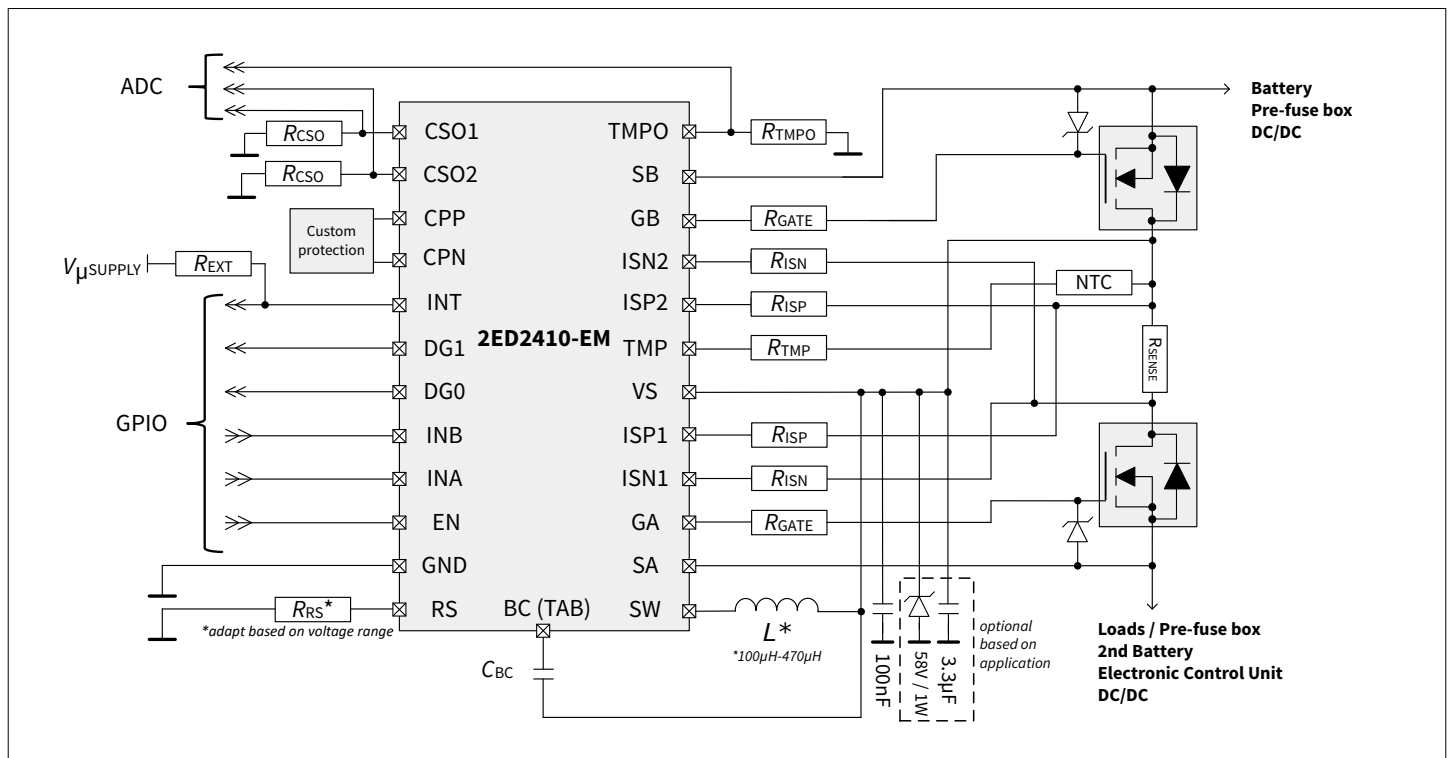 ADC
RCSO
RCSO
Custom
protection
VµSUPPLY
REXT
GPIO
RRS*
*adapt based on voltage range
CSO1
CSO2
CPP
CPN
INT
DG1
DG0
INB
INA
EN
GND
RS
2ED2410-EM
BC (TAB)
TMPO
SB
GB
ISN2
ISP2
TMP
VS
ISP1
ISN1
GA
SA
SW
RTMPO
RGATE
RISN
RISP
RTMP
RISP
RISN
RGATE
NTC
RSENSE
Battery
Pre-fuse box
DC/DC
L*
*100µH-470µH
CBC
100nF
58V / 1W
3.3µF
optional
based on
application
Loads / Pre-fuse box
2nd Battery
Electronic Control Unit
DC/DC